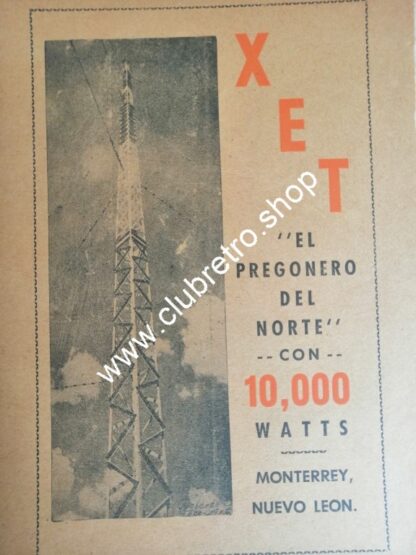 X
E
T
"EL
PREGONERO
DEL
NORTE"
-- CON --
10,000
WATTS
MONTERREY,
NUEVO LEON.
www.clubretro.shop